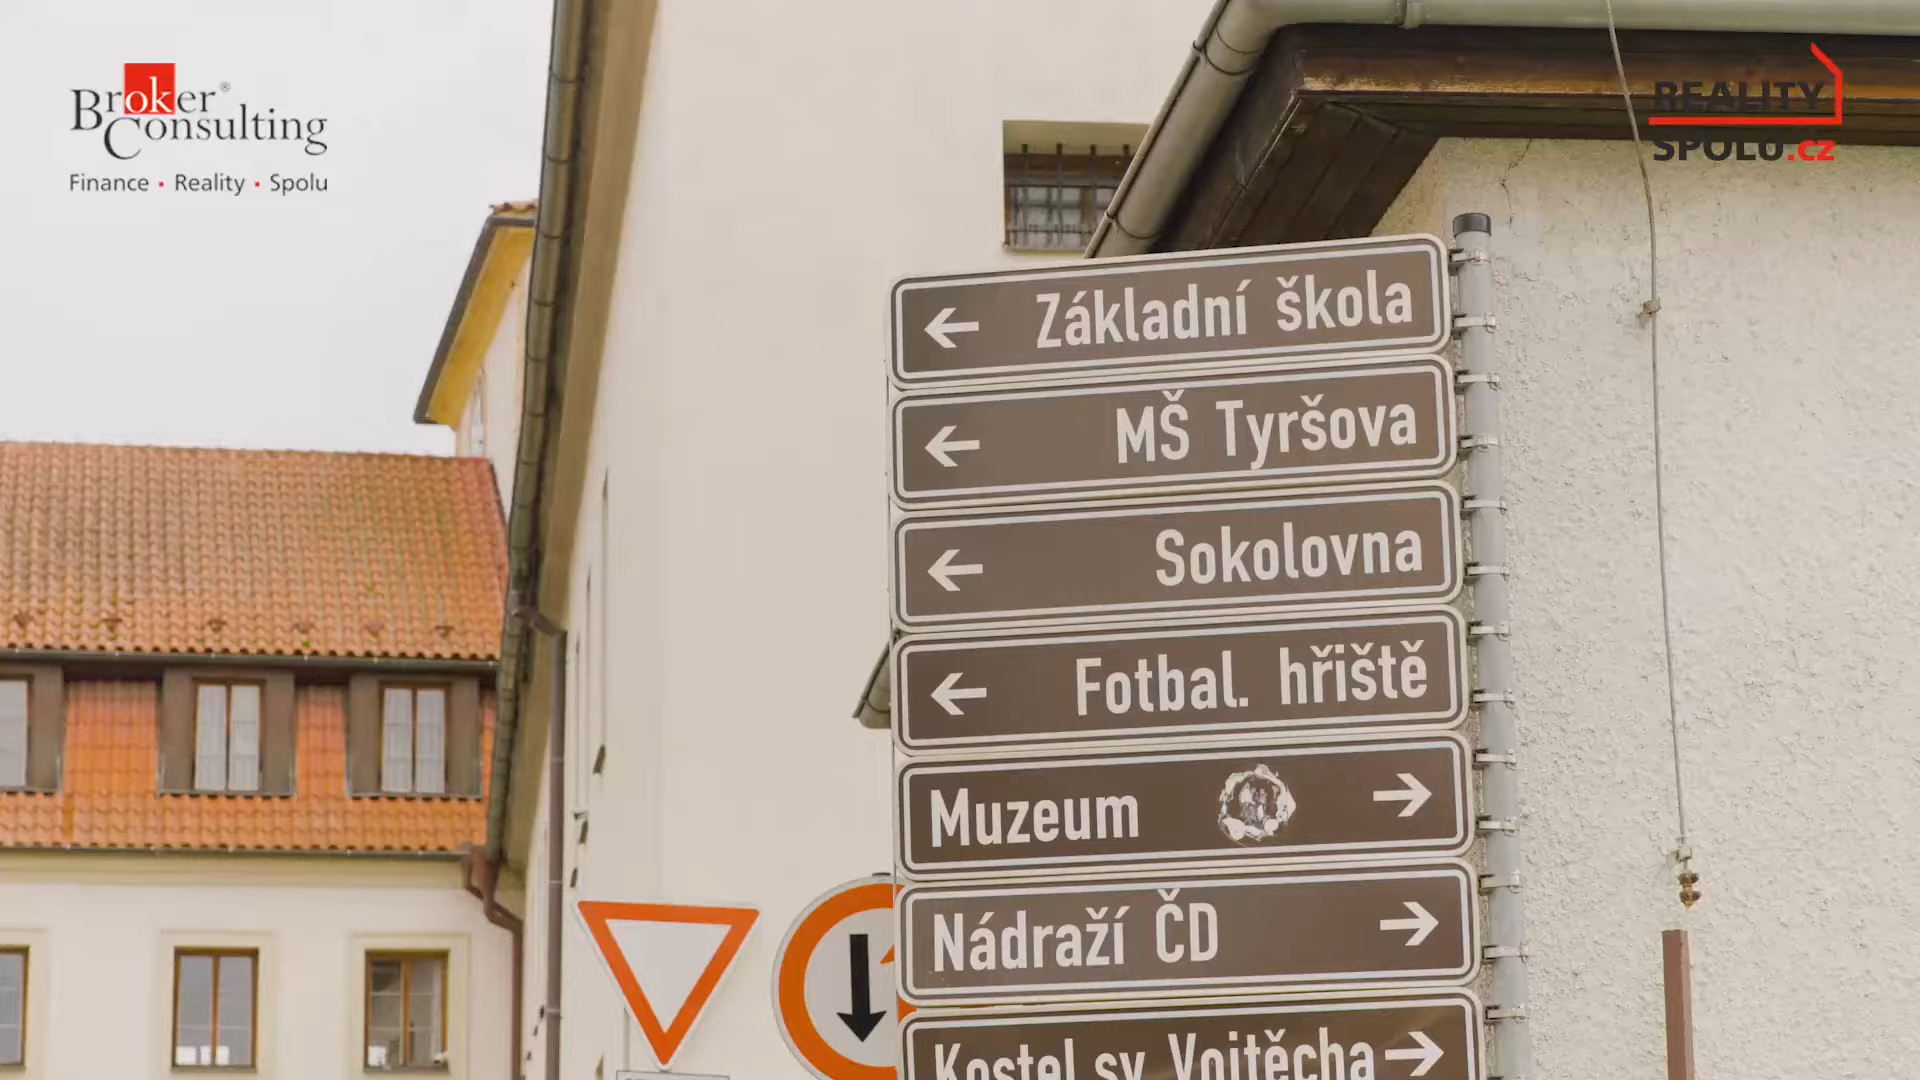 Broker®
Consulting
Finance • Reality • Spolu
REALITY
SPOLU.cz
Základní škola
MŠ Tyršova
Sokolovna
Fotbal. hřiště
Muzeum
Nádraží ČD
Kostel sv. Vojtěcha